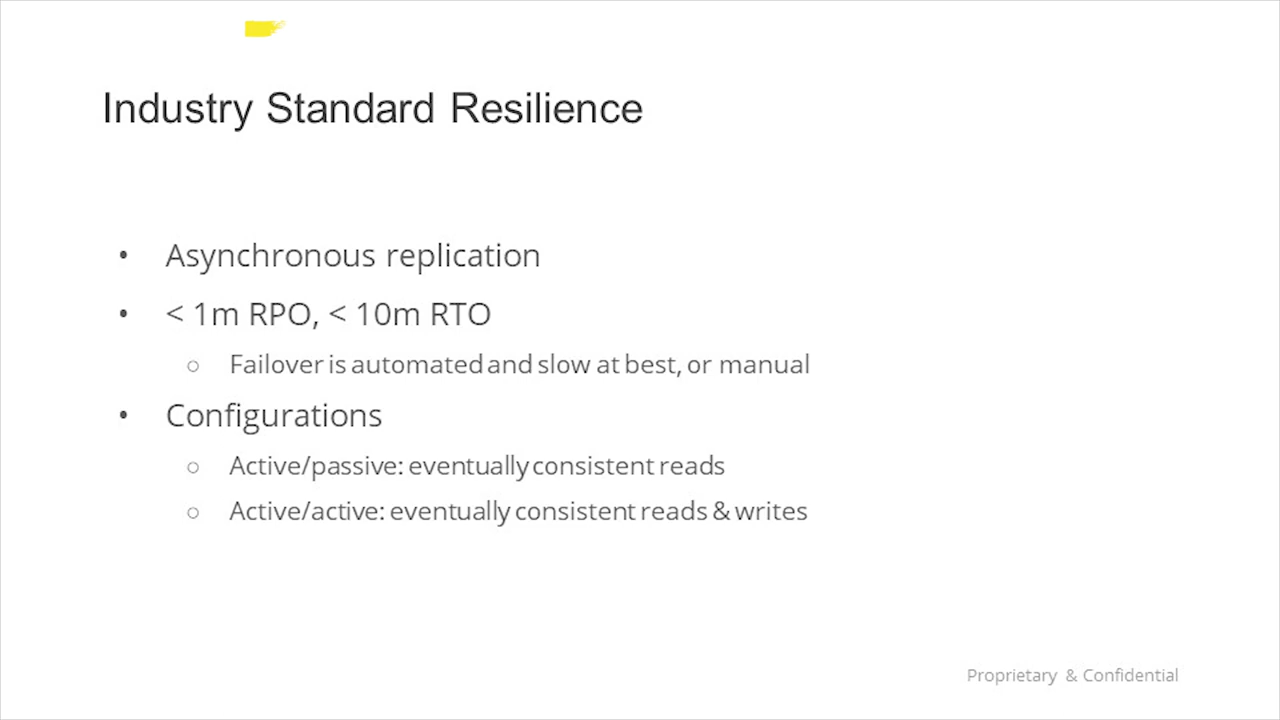 Industry Standard Resilience
• Asynchronous replication
• < 1m RPO, < 10m RTO
○ Failover is automated and slow at best, or manual
• Configurations
○ Active/passive: eventually consistent reads
○ Active/active: eventually consistent reads & writes
Proprietary & Confidential